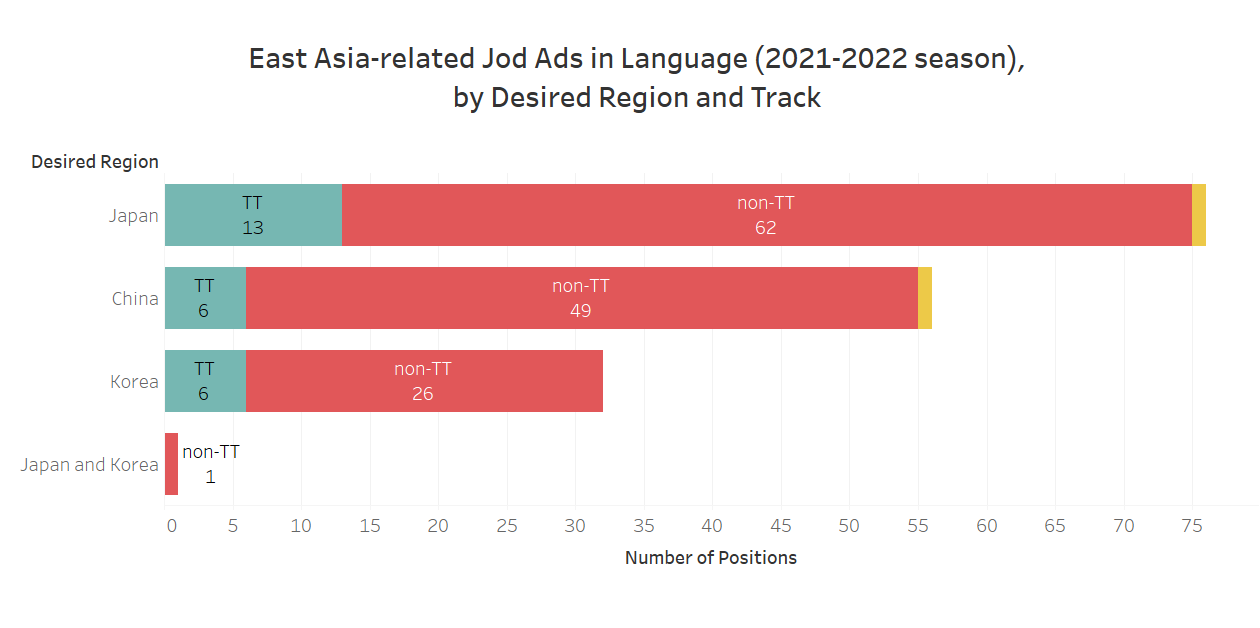 East Asia-related Jod Ads in Language (2021-2022 season),
by Desired Region and Track
Desired Region
Japan
TT
13
non-TT
62
China
TT
6
non-TT
49
Korea
TT
6
non-TT
26
Japan and Korea
non-TT
1
0 5 10 15 20 25 30 35 40 45 50 55 60 65 70 75
Number of Positions